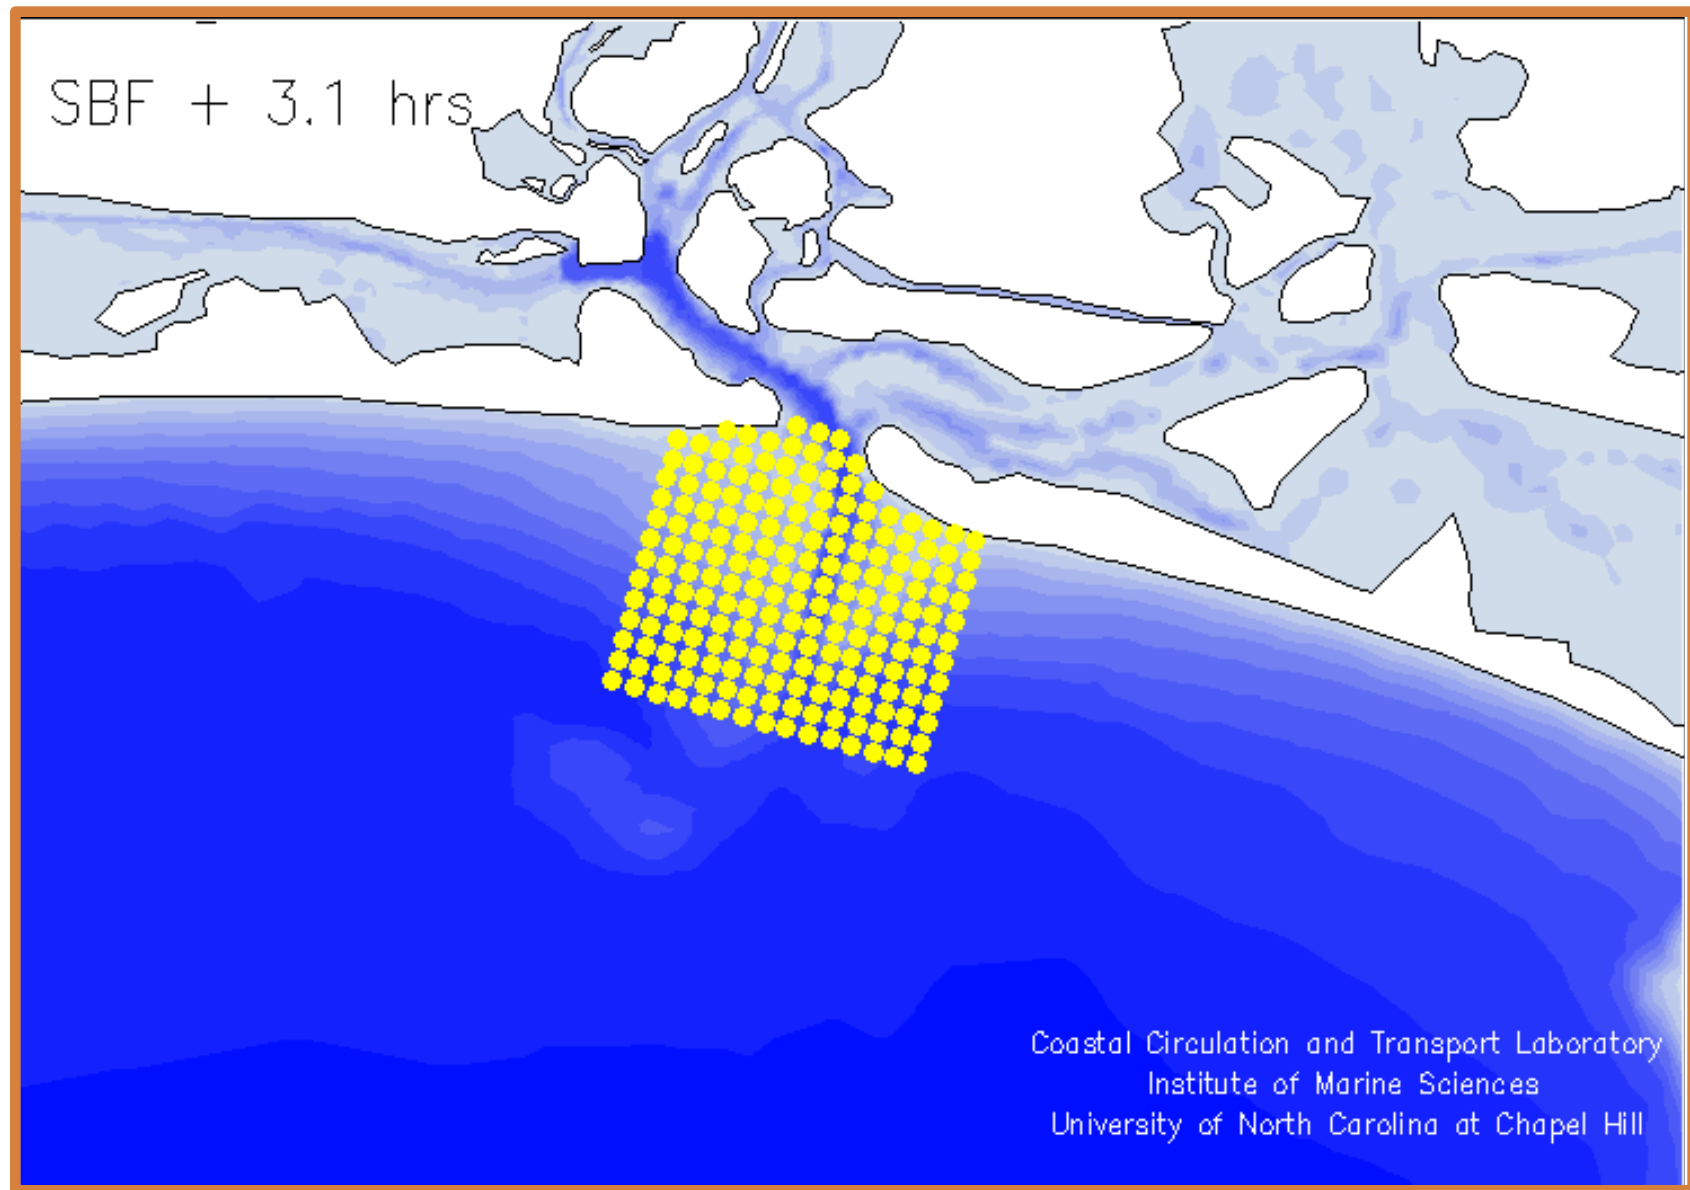 SBF + 3.1 hrs
Coastal Circulation and Transport Laboratory
Institute of Marine Sciences
University of North Carolina at Chapel Hill